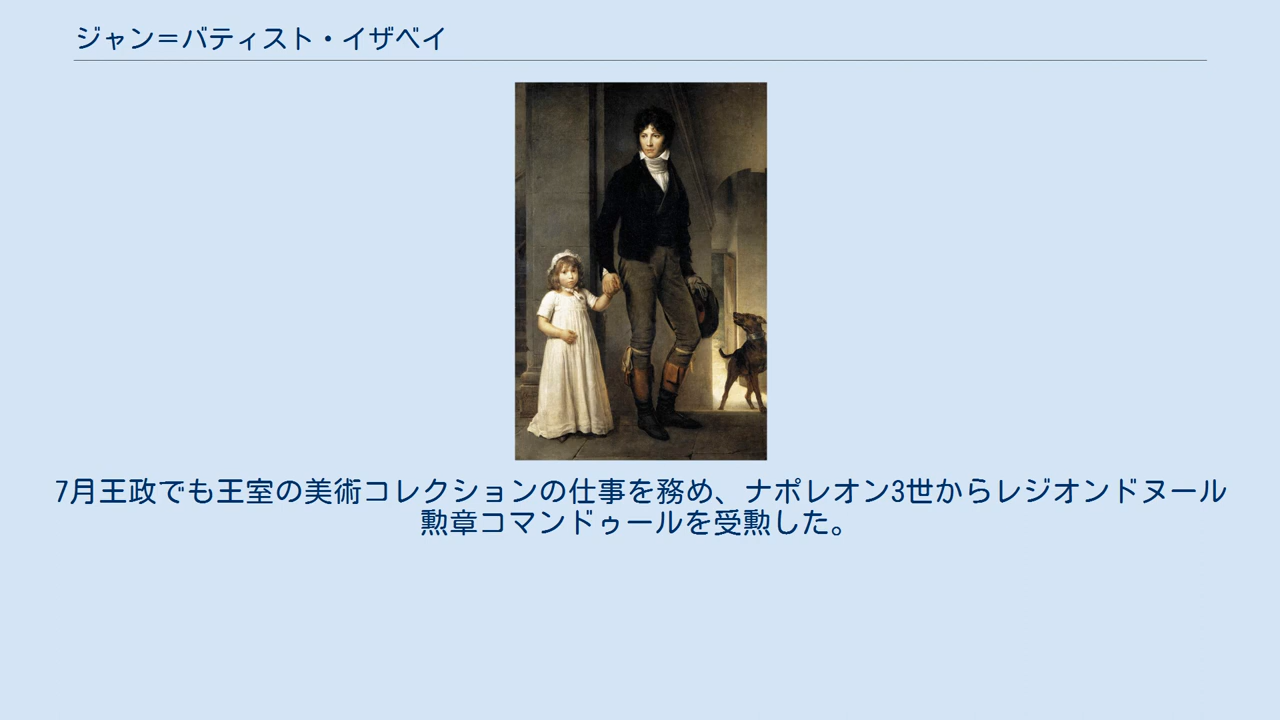 ジャン＝バティスト・イザベイ
7月王政でも王室の美術コレクションの仕事を務め、ナポレオン3世からレジオンドヌール
勲章コマンドゥールを受勲した。